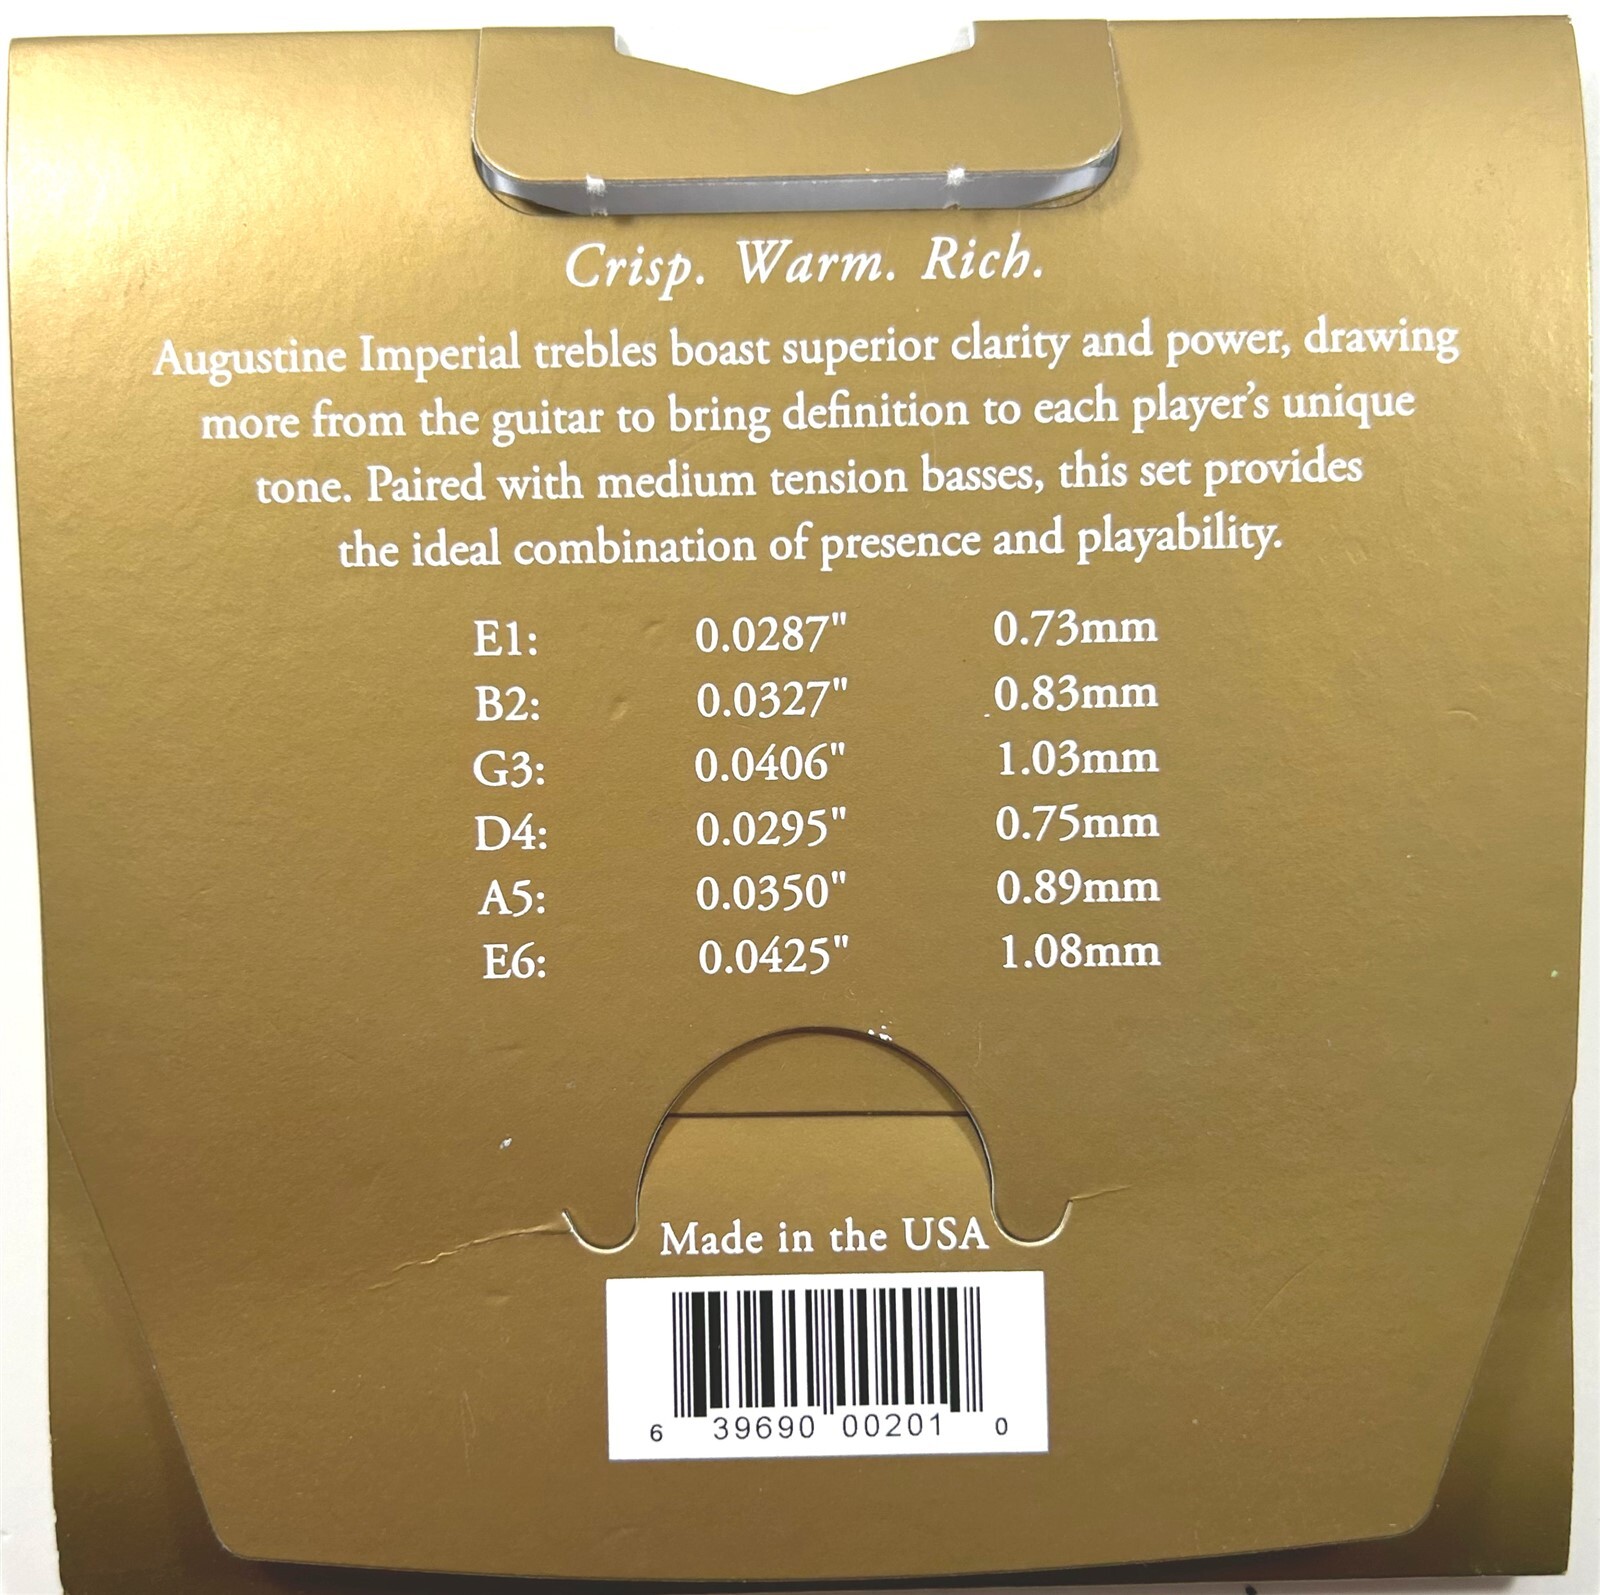 Crisp. Warm. Rich.
Augustine Imperial trebles boast superior clarity and power, drawing
more from the guitar to bring definition to each player's unique
tone. Paired with medium tension basses, this set provides
the ideal combination of presence and playability.
E1: 0.0287" 0.73mm
B2: 0.0327" 0.83mm
G3: 0.0406" 1.03mm
D4: 0.0295" 0.75mm
A5: 0.0350" 0.89mm
E6: 0.0425" 1.08mm
Made in the USA
6 39690 00201 0